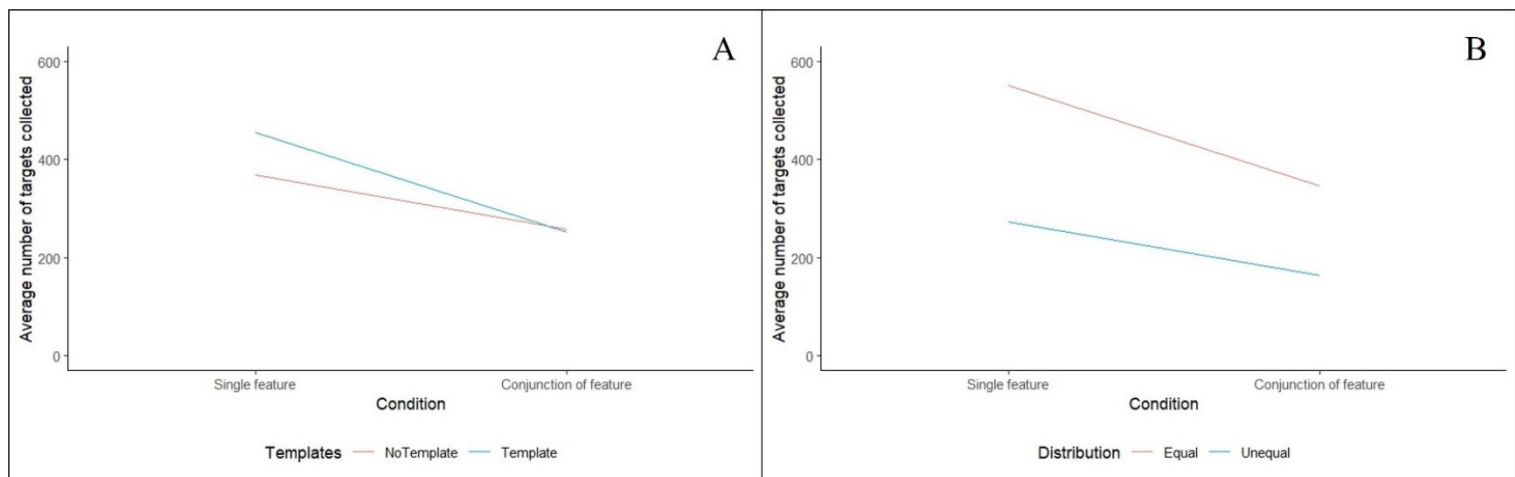 A
600
400
200
0
Average number of targets collected
Single feature
Conjunction of feature
Condition
Templates NoTemplate Template
B
600
400
200
0
Average number of targets collected
Single feature
Conjunction of feature
Condition
Distribution Equal Unequal